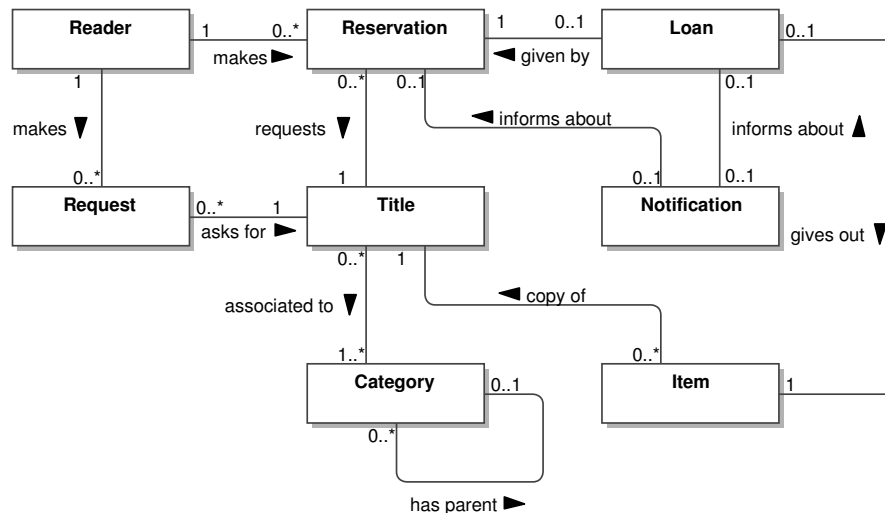 Reader
1
0..*
makes ►
Reservation
1
0..1
◄ given by
Loan
0..1
1
makes ▼
0..*
0..*
requests ▼
1
0..1
◄ informs about
0..1
0..1
informs about ▲
0..1
Request
0..*
1
asks for ►
Title
Notification
gives out ▼
0..*
associated to ▼
1..*
1
◄ copy of
0..*
Category
0..1
0..*
has parent ►
Item
1